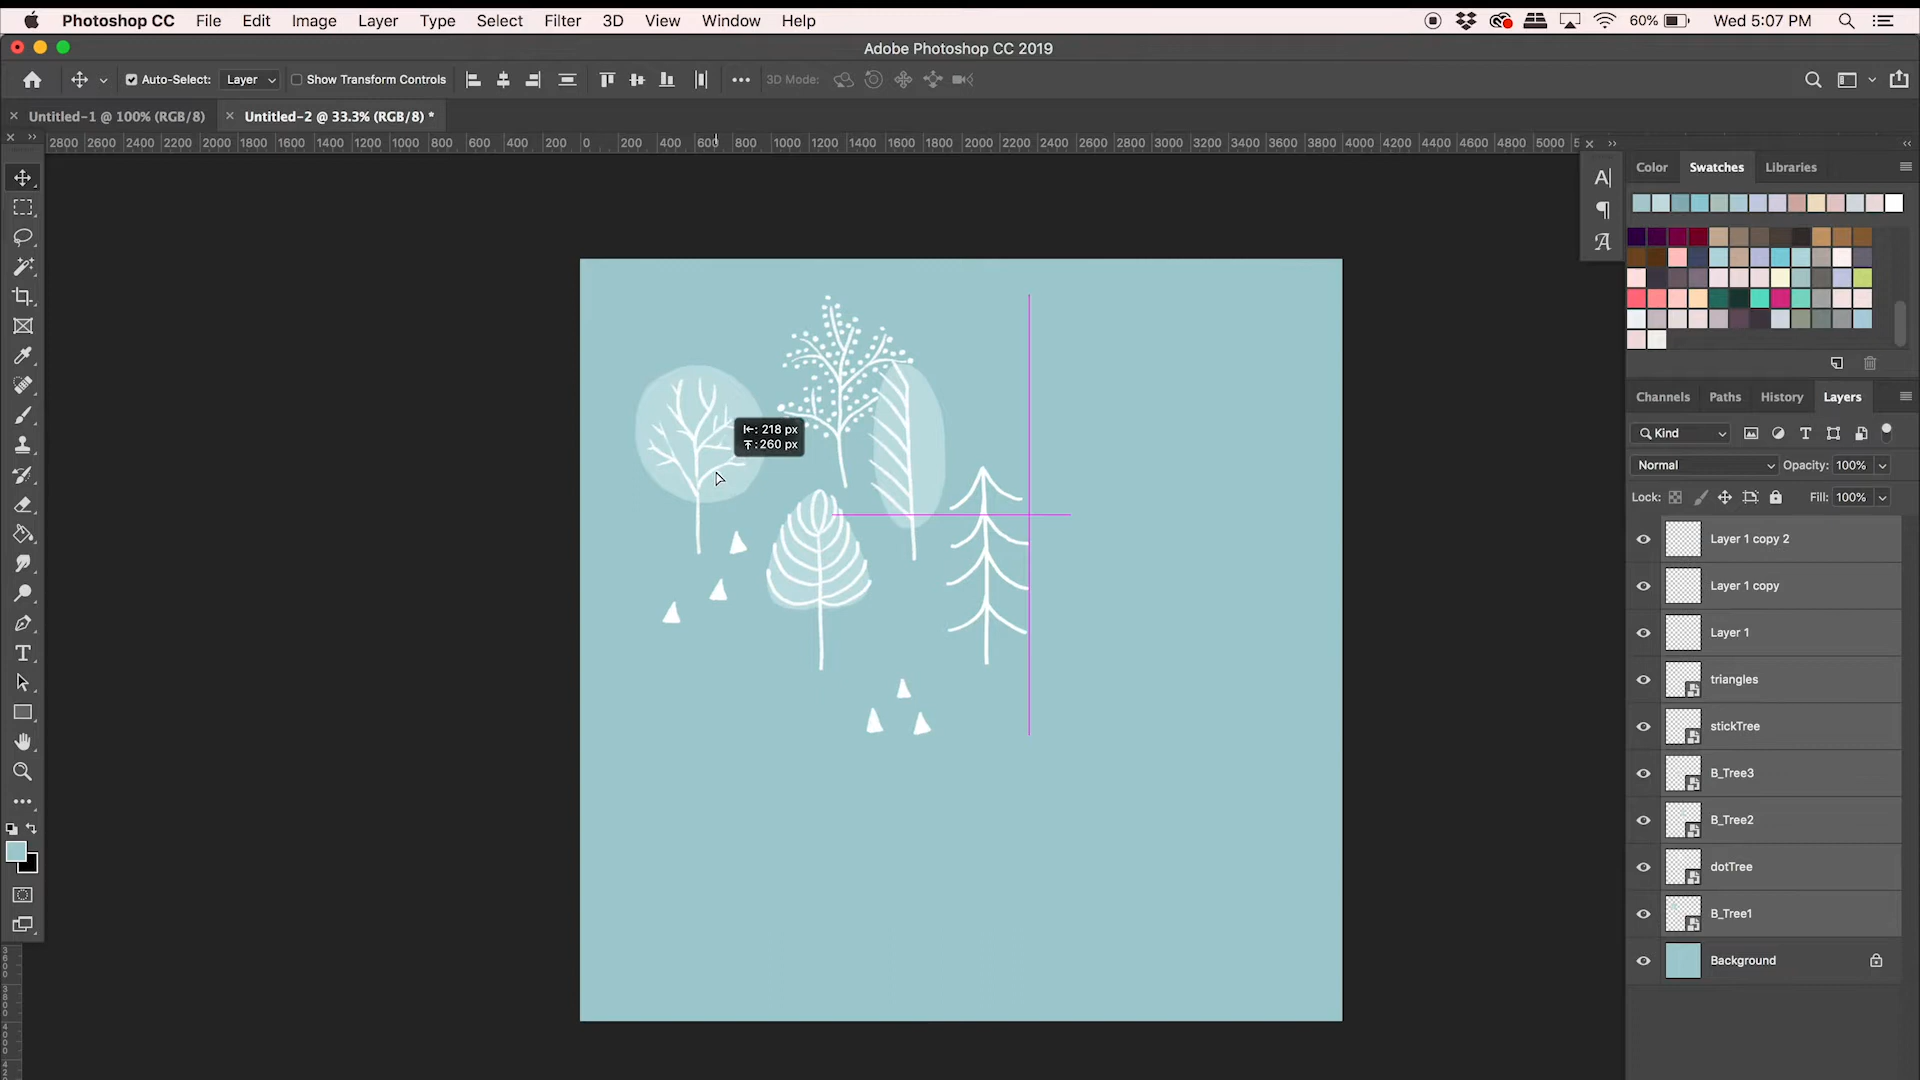 Photoshop CC File Edit Image Layer Type Select Filter 3D View Window Help 60% Wed 5:07 PM
Adobe Photoshop CC 2019
Auto-Select: Layer Show Transform Controls 3D Mode:
Untitled-1 @ 100% (RGB/8) Untitled-2 @ 33.3% (RGB/8) *
2800 2600 2400 2200 2000 1800 1600 1400 1200 1000 800 600 400 200 0 200 400 600 800 1000 1200 1400 1600 1800 2000 2200 2400 2600 2800 3000 3200 3400 3600 3800 4000 4200 4400 4600 4800 5000
Color Swatches Libraries
Channels Paths History Layers
Kind
: 218 px
: 260 px
Normal Opacity: 100%
Lock: Fill: 100%
Layer 1 copy 2
Layer 1 copy
Layer 1
triangles
stickTree
B_Tree3
B_Tree2
dotTree
B_Tree1
Background